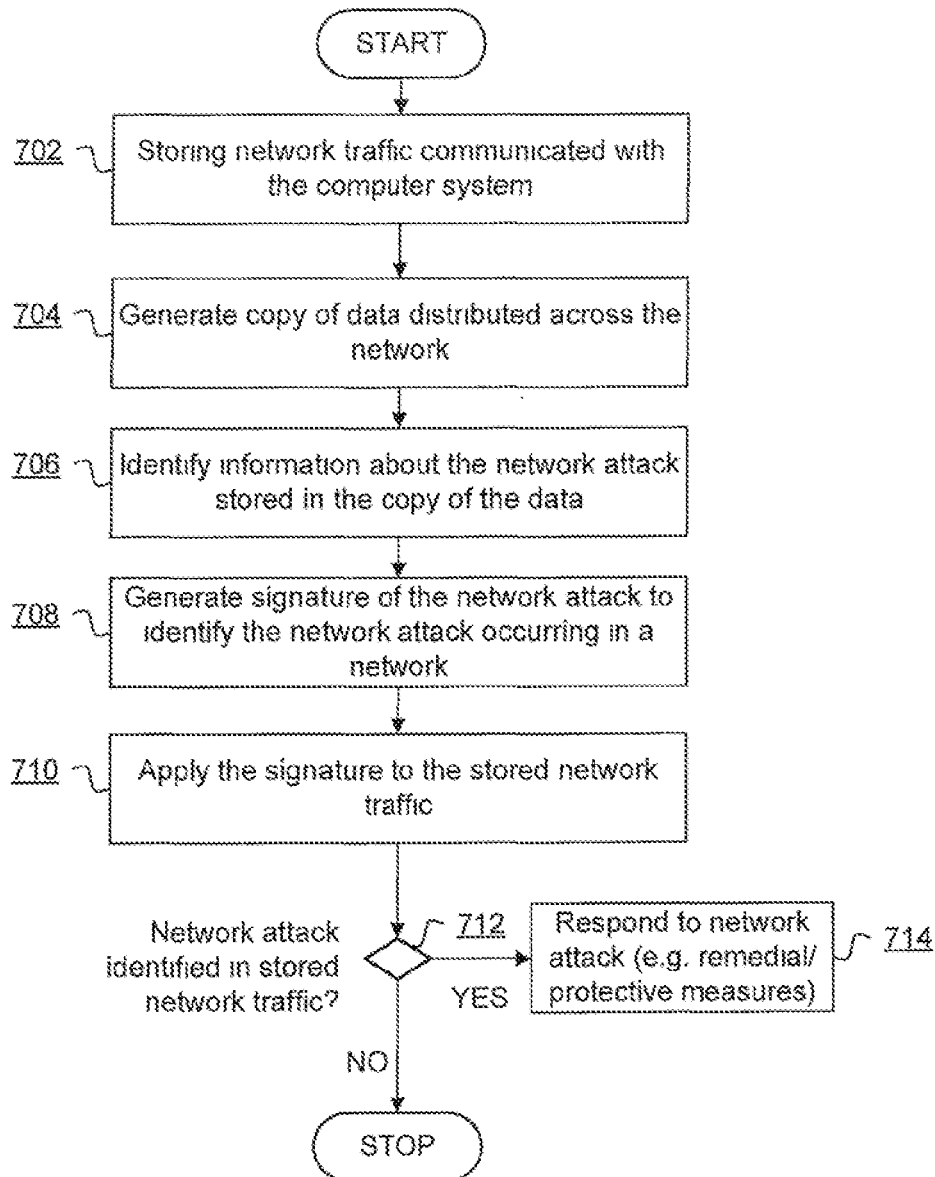 START
702
Storing network traffic communicated with
the computer system
704
Generate copy of data distributed across the
network
706
Identify information about the network attack
stored in the copy of the data
708
Generate signature of the network attack to
identify the network attack occurring in a
network
710
Apply the signature to the stored network
traffic
Network attack
identified in stored
network traffic?
712
YES
Respond to network
attack (e.g. remedial/
protective measures)
714
NO
STOP